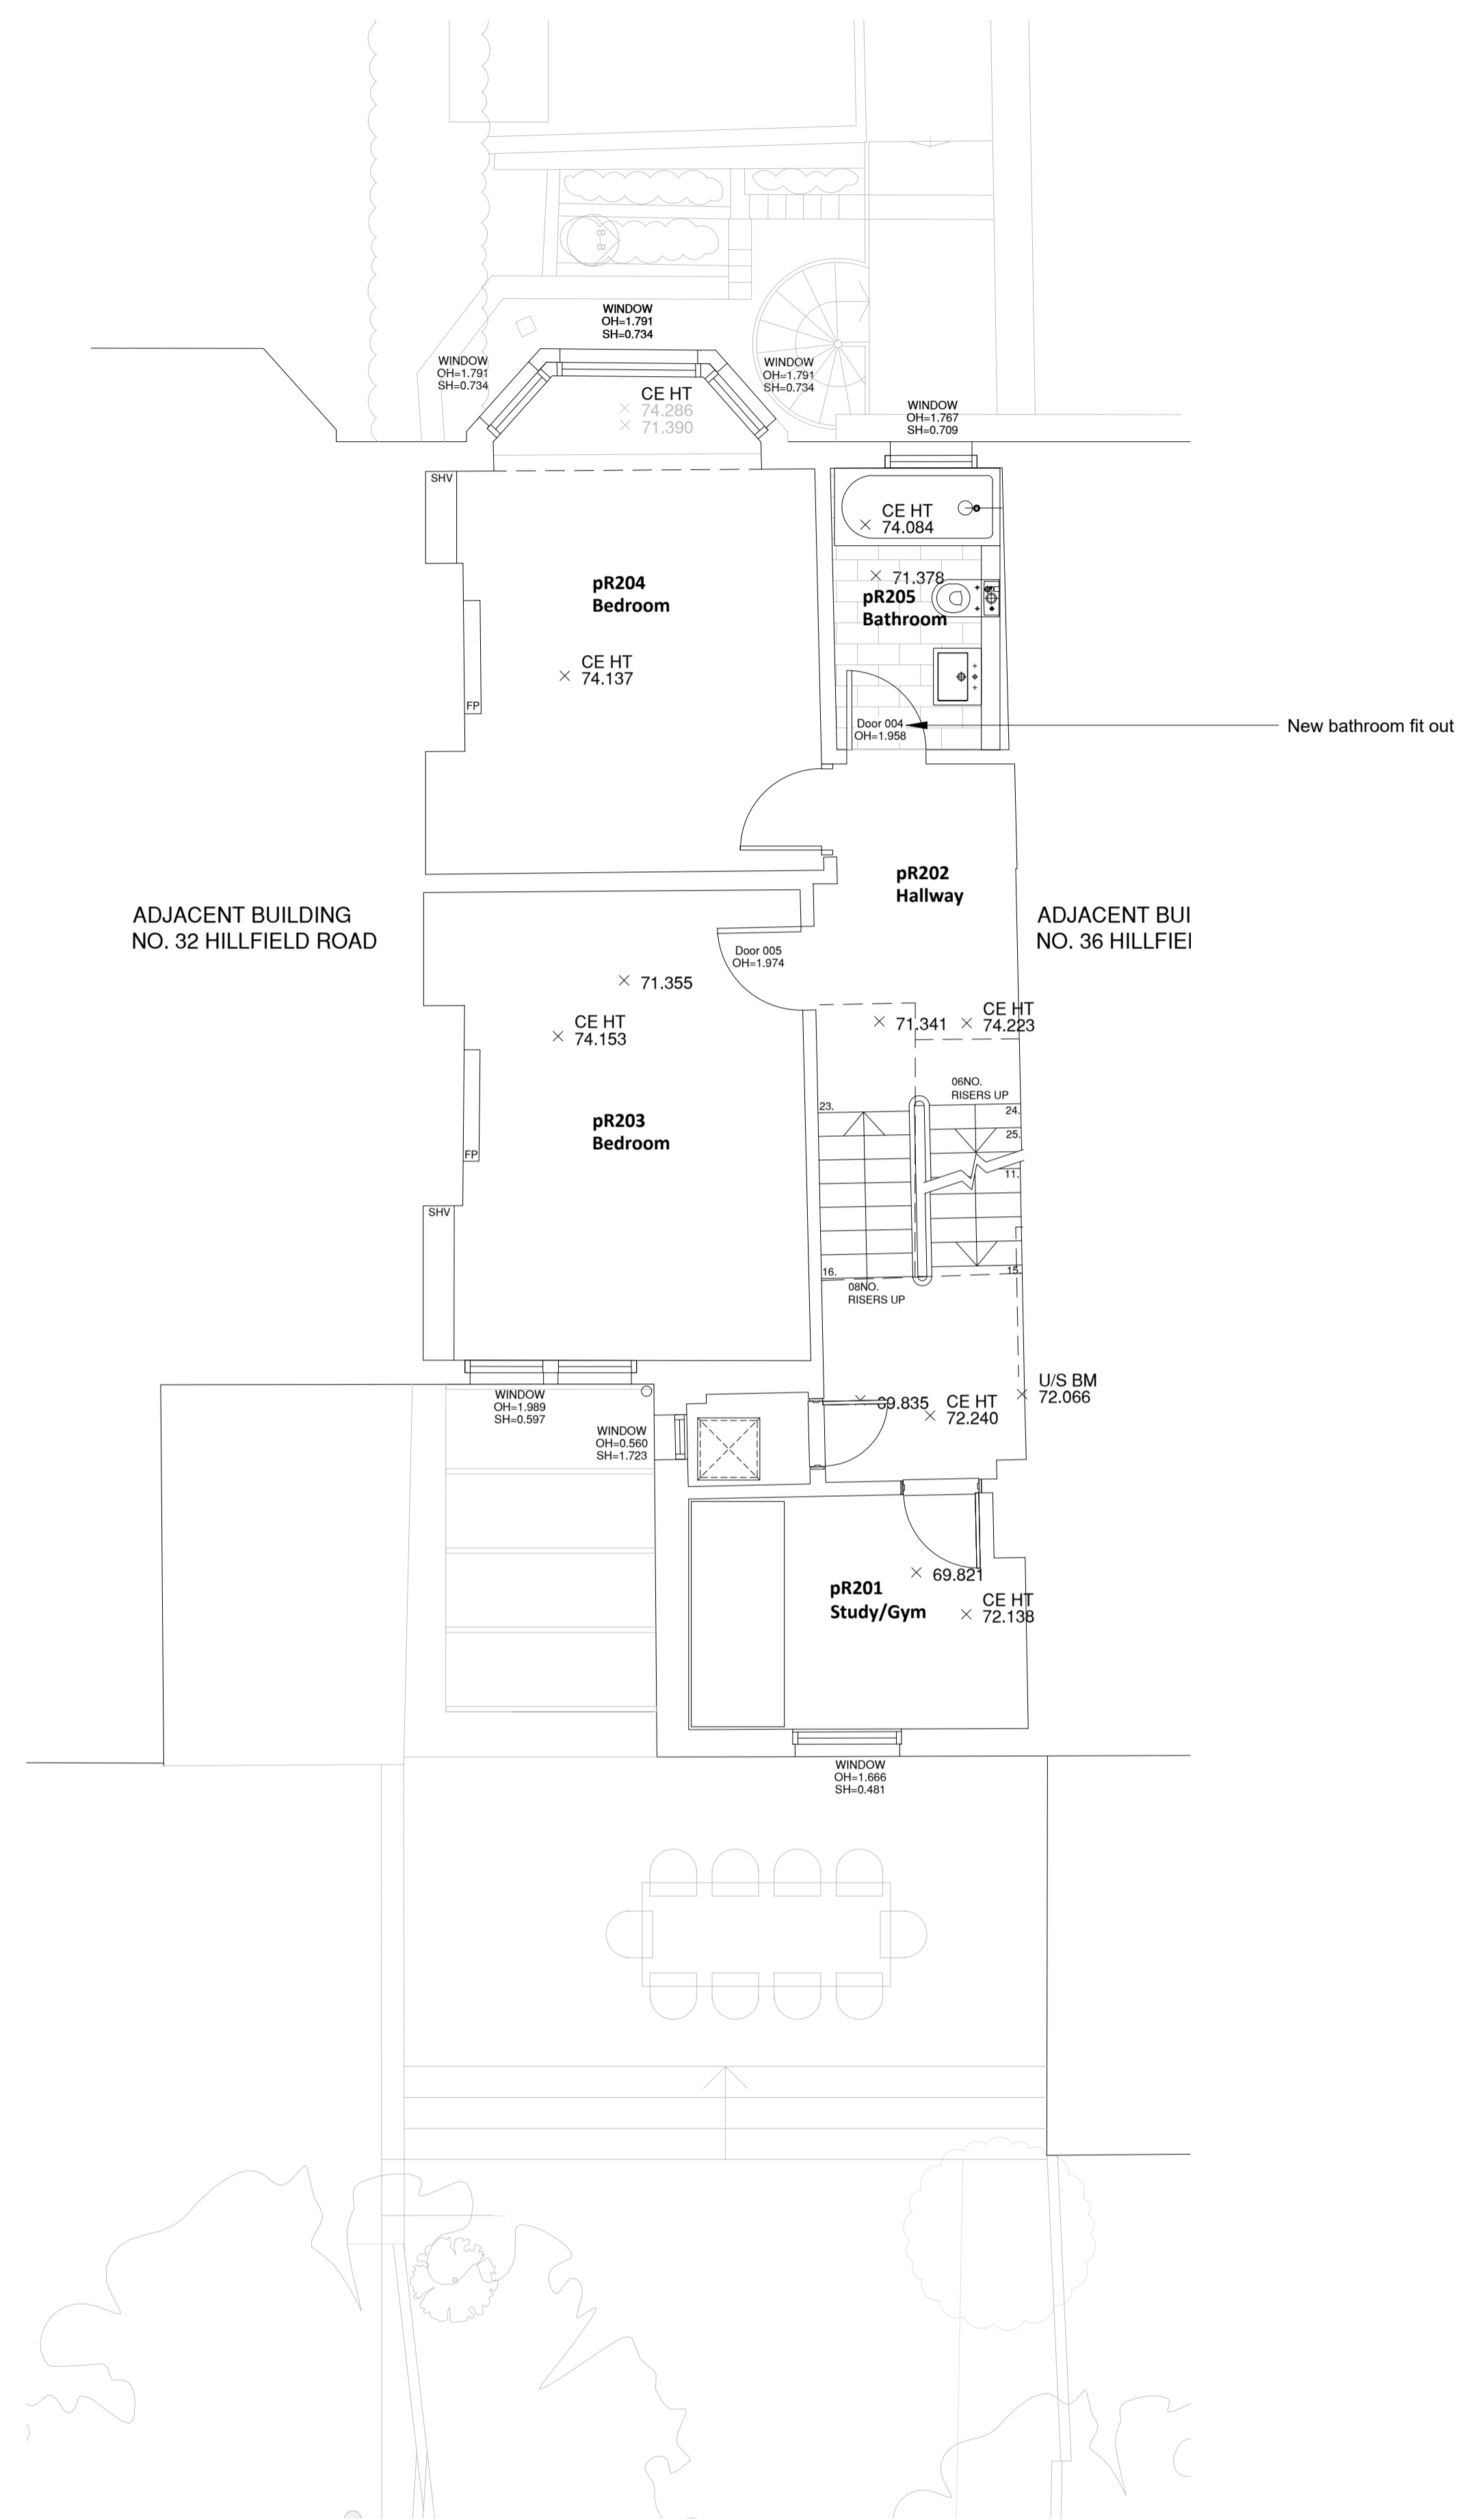 B-B
WINDOW
OH=1.791
SH=0.734
WINDOW
OH=1.791
SH=0.734
WINDOW
OH=1.791
SH=0.734
CE HT
74.286
71.390
WINDOW
OH=1.767
SH=0.709
SHV
CE HT
74.084
71.378
pR204
Bedroom
pR205
Bathroom
CE HT
74.137
FP
Door 004
OH=1.958
New bathroom fit out
pR202
Hallway
ADJACENT BUILDING
NO. 32 HILLFIELD ROAD
ADJACENT BUI
NO. 36 HILLFIEL
Door 005
OH=1.974
71.355
CE HT
74.153
71.341
CE HT
74.223
06NO.
RISERS UP
23.
24.
25.
11.
pR203
Bedroom
FP
SHV
16.
15.
08NO.
RISERS UP
U/S BM
72.066
WINDOW
OH=1.989
SH=0.597
69.835
CE HT
72.240
WINDOW
OH=0.560
SH=1.723
69.821
pR201
Study/Gym
CE HT
72.138
WINDOW
OH=1.666
SH=0.481